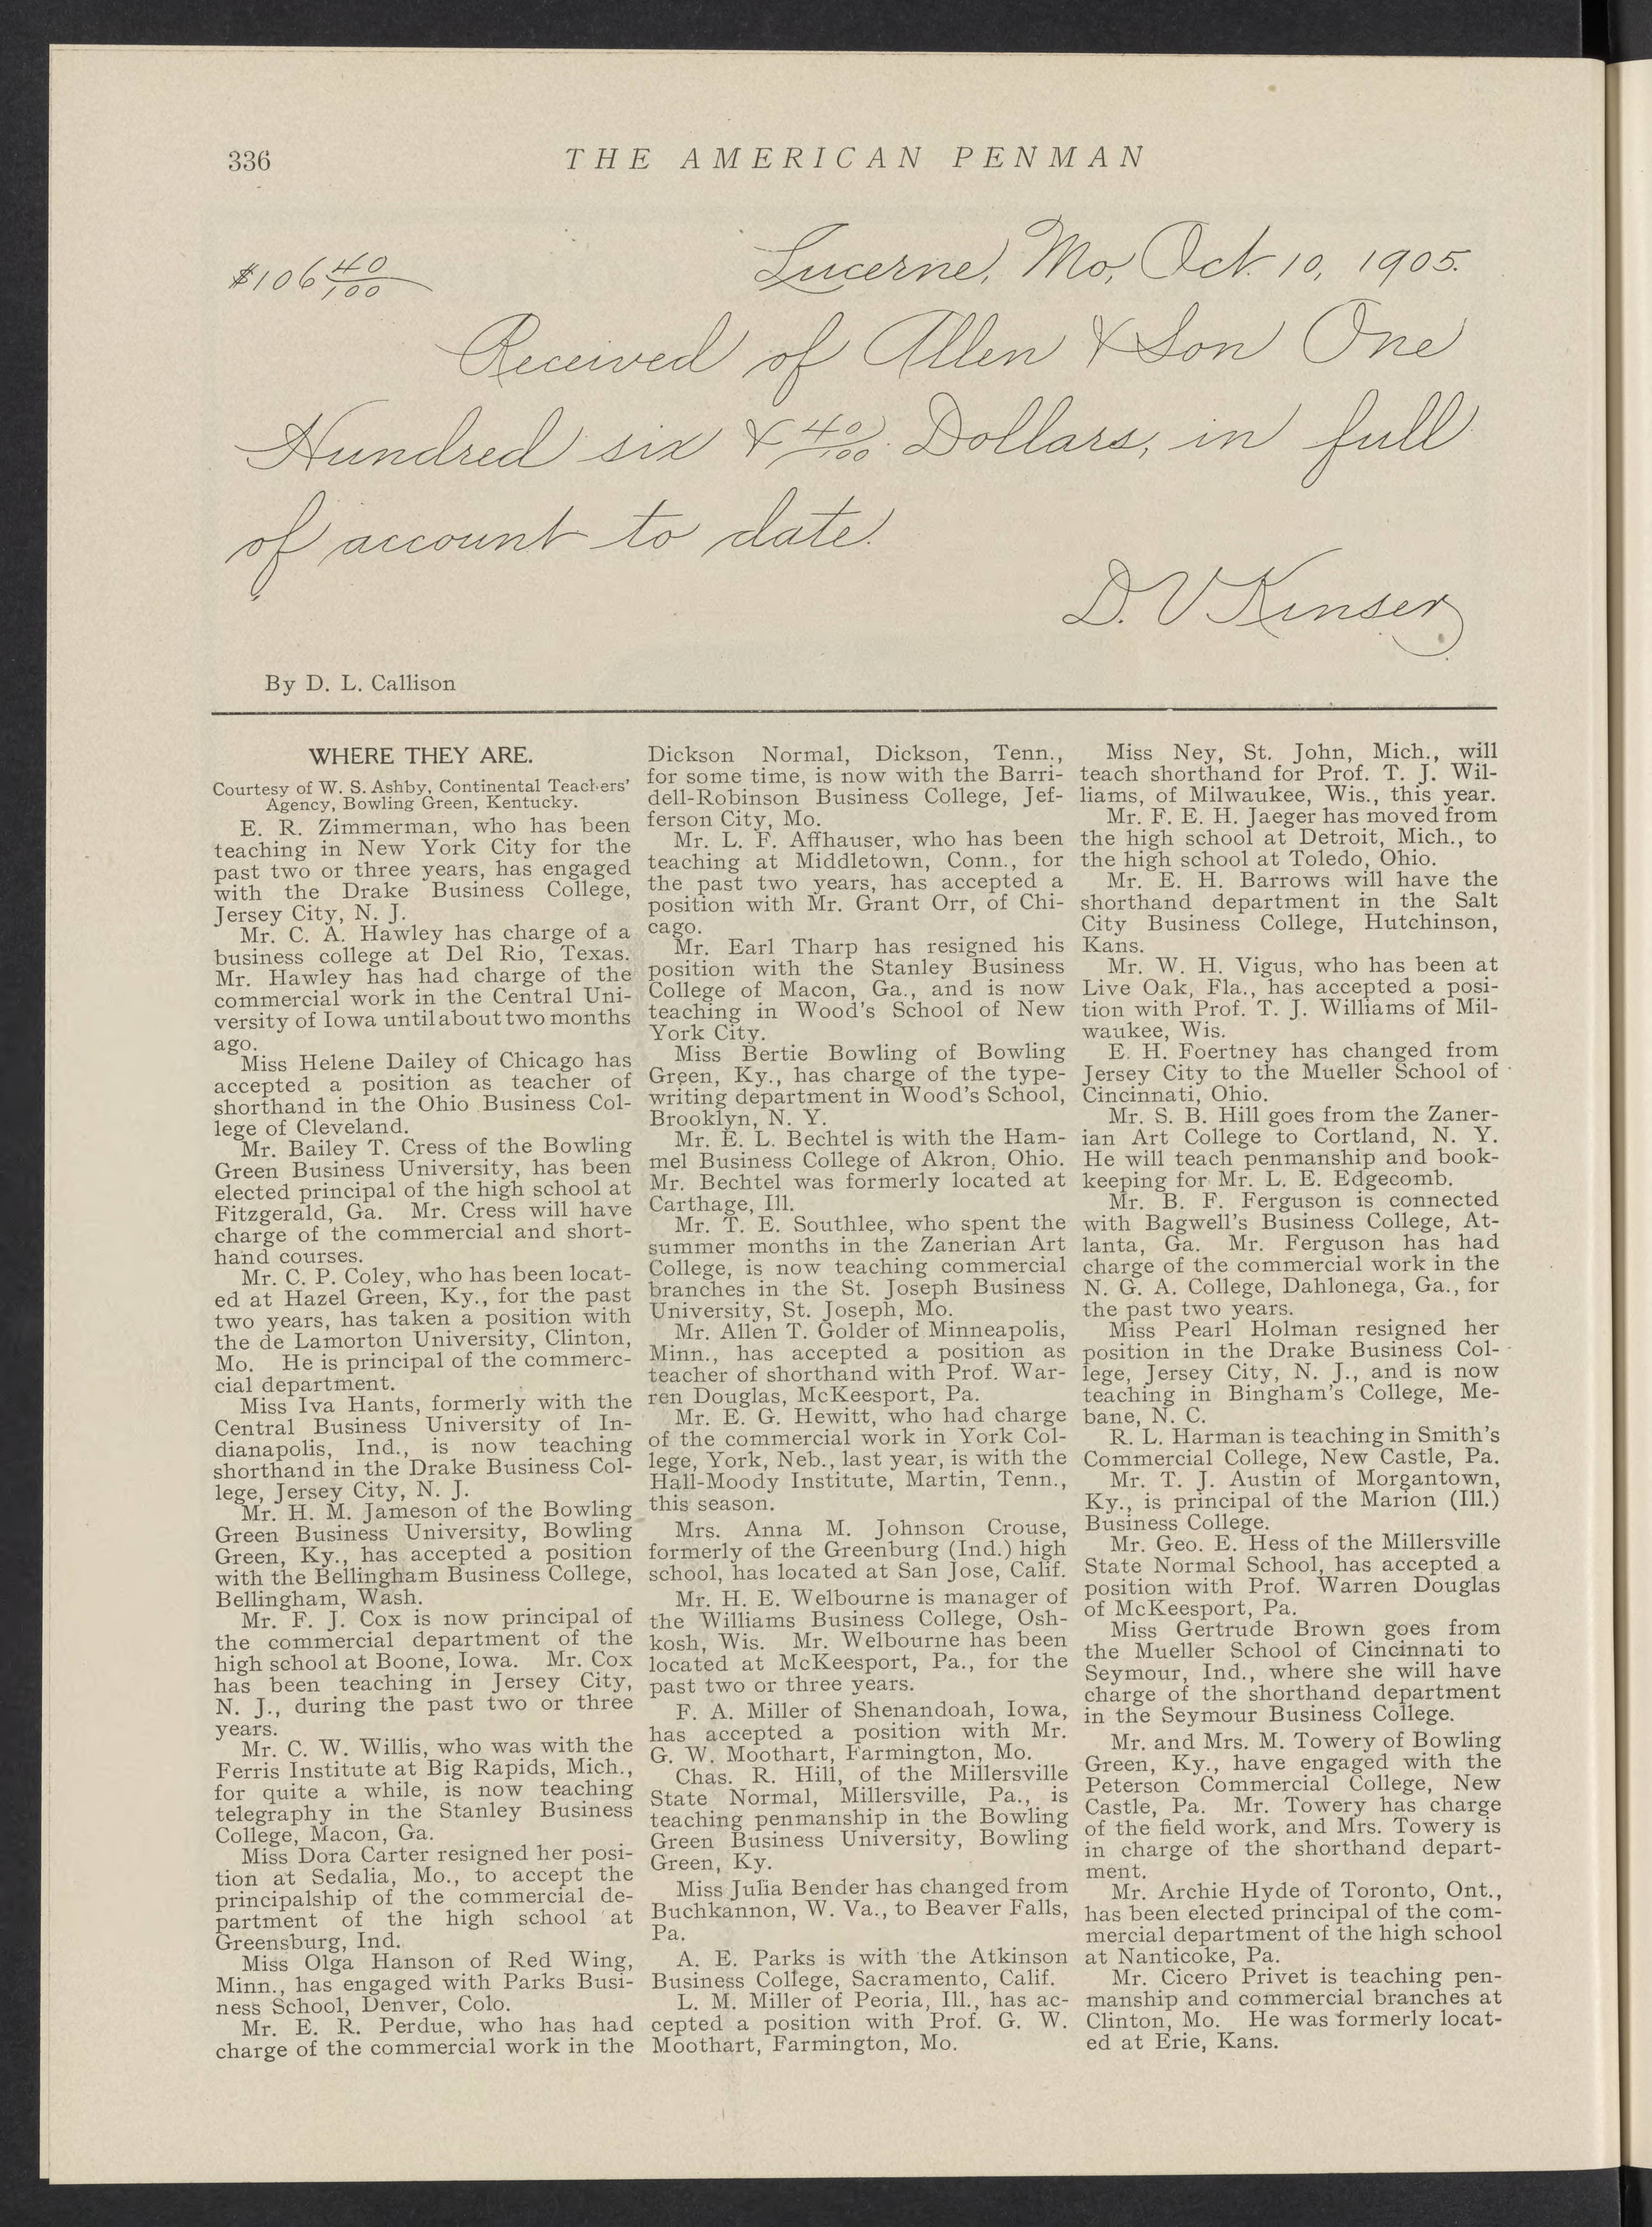 336
THE AMERICAN PENMAN
$106 40/100
Lucerne, Mo, Oct. 10, 1905.
Received of Allen & Son One
Hundred six & 40/100 Dollars, in full
of account to date.
D. V Kinser
By D. L. Callison
WHERE THEY ARE.
Courtesy of W. S. Ashby, Continental Teachers'
Agency, Bowling Green, Kentucky.
E. R. Zimmerman, who has been
teaching in New York City for the
past two or three years, has engaged
with the Drake Business College,
Jersey City, N. J.
Mr. C. A. Hawley has charge of a
business college at Del Rio, Texas.
Mr. Hawley has had charge of the
commercial work in the Central Uni-
versity of Iowa until about two months
ago.
Miss Helene Dailey of Chicago has
accepted a position as teacher of
shorthand in the Ohio Business Col-
lege of Cleveland.
Mr. Bailey T. Cress of the Bowling
Green Business University, has been
elected principal of the high school at
Fitzgerald, Ga. Mr. Cress will have
charge of the commercial and short-
hand courses.
Mr. C. P. Coley, who has been locat-
ed at Hazel Green, Ky., for the past
two years, has taken a position with
the de Lamorton University, Clinton,
Mo. He is principal of the commerc-
cial department.
Miss Iva Hants, formerly with the
Central Business University of In-
dianapolis, Ind., is now teaching
shorthand in the Drake Business Col-
lege, Jersey City, N. J.
Mr. H. M. Jameson of the Bowling
Green Business University, Bowling
Green, Ky., has accepted a position
with the Bellingham Business College,
Bellingham, Wash.
Mr. F. J. Cox is now principal of
the commercial department of the
high school at Boone, Iowa. Mr. Cox
has been teaching in Jersey City,
N. J., during the past two or three
years.
Mr. C. W. Willis, who was with the
Ferris Institute at Big Rapids, Mich.,
for quite a while, is now teaching
telegraphy in the Stanley Business
College, Macon, Ga.
Miss Dora Carter resigned her posi-
tion at Sedalia, Mo., to accept the
principalship of the commercial de-
partment of the high school at
Greensburg, Ind.
Miss Olga Hanson of Red Wing,
Minn., has engaged with Parks Busi-
ness School, Denver, Colo.
Mr. E. R. Perdue, who has had
charge of the commercial work in the
Dickson Normal, Dickson, Tenn.,
for some time, is now with the Barri-
dell-Robinson Business College, Jef-
ferson City, Mo.
Mr. L. F. Affhauser, who has been
teaching at Middletown, Conn., for
the past two years, has accepted a
position with Mr. Grant Orr, of Chi-
cago.
Mr. Earl Tharp has resigned his
position with the Stanley Business
College of Macon, Ga., and is now
teaching in Wood's School of New
York City.
Miss Bertie Bowling of Bowling
Green, Ky., has charge of the type-
writing department in Wood's School,
Brooklyn, N. Y.
Mr. E. L. Bechtel is with the Ham-
mel Business College of Akron, Ohio.
Mr. Bechtel was formerly located at
Carthage, Ill.
Mr. T. E. Southlee, who spent the
summer months in the Zanerian Art
College, is now teaching commercial
branches in the St. Joseph Business
University, St. Joseph, Mo.
Mr. Allen T. Golder of Minneapolis,
Minn., has accepted a position as
teacher of shorthand with Prof. War-
ren Douglas, McKeesport, Pa.
Mr. E. G. Hewitt, who had charge
of the commercial work in York Col-
lege, York, Neb., last year, is with the
Hall-Moody Institute, Martin, Tenn.,
this season.
Mrs. Anna M. Johnson Crouse,
formerly of the Greenburg (Ind.) high
school, has located at San Jose, Calif.
Mr. H. E. Welbourne is manager of
the Williams Business College, Osh-
kosh, Wis. Mr. Welbourne has been
located at McKeesport, Pa., for the
past two or three years.
F. A. Miller of Shenandoah, Iowa,
has accepted a position with Mr.
G. W. Moothart, Farmington, Mo.
Chas. R. Hill, of the Millersville
State Normal, Millersville, Pa., is
teaching penmanship in the Bowling
Green Business University, Bowling
Green, Ky.
Miss Julia Bender has changed from
Buchkannon, W. Va., to Beaver Falls,
Pa.
A. E. Parks is with the Atkinson
Business College, Sacramento, Calif.
L. M. Miller of Peoria, Ill., has ac-
cepted a position with Prof. G. W.
Moothart, Farmington, Mo.
Miss Ney, St. John, Mich., will
teach shorthand for Prof. T. J. Wil-
liams, of Milwaukee, Wis., this year.
Mr. F. E. H. Jaeger has moved from
the high school at Detroit, Mich., to
the high school at Toledo, Ohio.
Mr. E. H. Barrows will have the
shorthand department in the Salt
City Business College, Hutchinson,
Kans.
Mr. W. H. Vigus, who has been at
Live Oak, Fla., has accepted a posi-
tion with Prof. T. J. Williams of Mil-
waukee, Wis.
E. H. Foertney has changed from
Jersey City to the Mueller School of
Cincinnati, Ohio.
Mr. S. B. Hill goes from the Zaner-
ian Art College to Cortland, N. Y.
He will teach penmanship and book-
keeping for Mr. L. E. Edgecomb.
Mr. B. F. Ferguson is connected
with Bagwell's Business College, At-
lanta, Ga. Mr. Ferguson has had
charge of the commercial work in the
N. G. A. College, Dahlonega, Ga., for
the past two years.
Miss Pearl Holman resigned her
position in the Drake Business Col-
lege, Jersey City, N. J., and is now
teaching in Bingham's College, Me-
bane, N. C.
R. L. Harman is teaching in Smith's
Commercial College, New Castle, Pa.
Mr. T. J. Austin of Morgantown,
Ky., is principal of the Marion (Ill.)
Business College.
Mr. Geo. E. Hess of the Millersville
State Normal School, has accepted a
position with Prof. Warren Douglas
of McKeesport, Pa.
Miss Gertrude Brown goes from
the Mueller School of Cincinnati to
Seymour, Ind., where she will have
charge of the shorthand department
in the Seymour Business College.
Mr. and Mrs. M. Towery of Bowling
Green, Ky., have engaged with the
Peterson Commercial College, New
Castle, Pa. Mr. Towery has charge
of the field work, and Mrs. Towery is
in charge of the shorthand depart-
ment.
Mr. Archie Hyde of Toronto, Ont.,
has been elected principal of the com-
mercial department of the high school
at Nanticoke, Pa.
Mr. Cicero Privet is teaching pen-
manship and commercial branches at
Clinton, Mo. He was formerly locat-
ed at Erie, Kans.